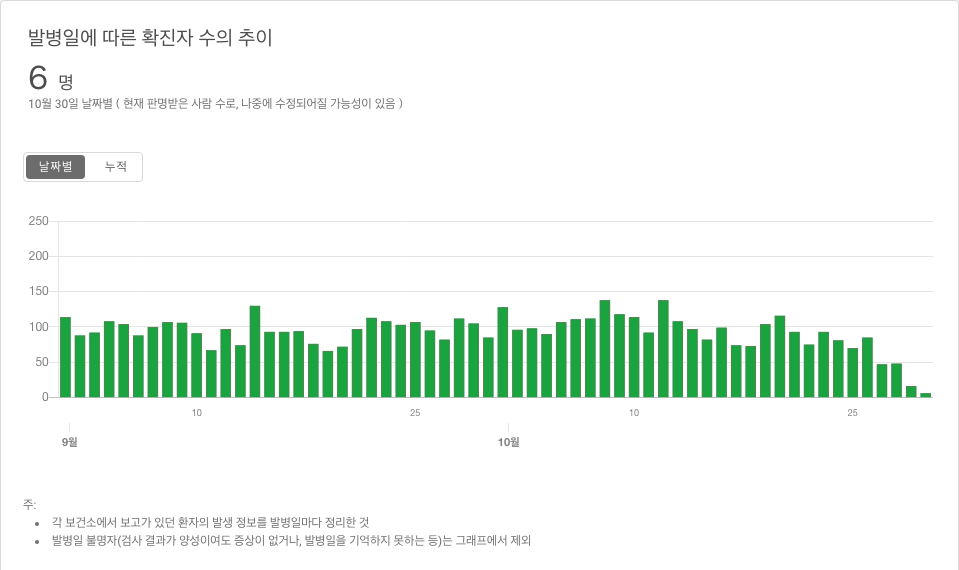 발병일에 따른 확진자 수의 추이
6 명
10월 30일 날짜별 ( 현재 판명받은 사람 수로, 나중에 수정되어질 가능성이 있음 )
날짜별 누적
250
200
150
100
50
0
10 25 10 25
9월 10월
주:
• 각 보건소에서 보고가 있던 환자의 발생 정보를 발병일마다 정리한 것
• 발병일 불명자(검사 결과가 양성이여도 증상이 없거나, 발병일을 기억하지 못하는 등)는 그래프에서 제외